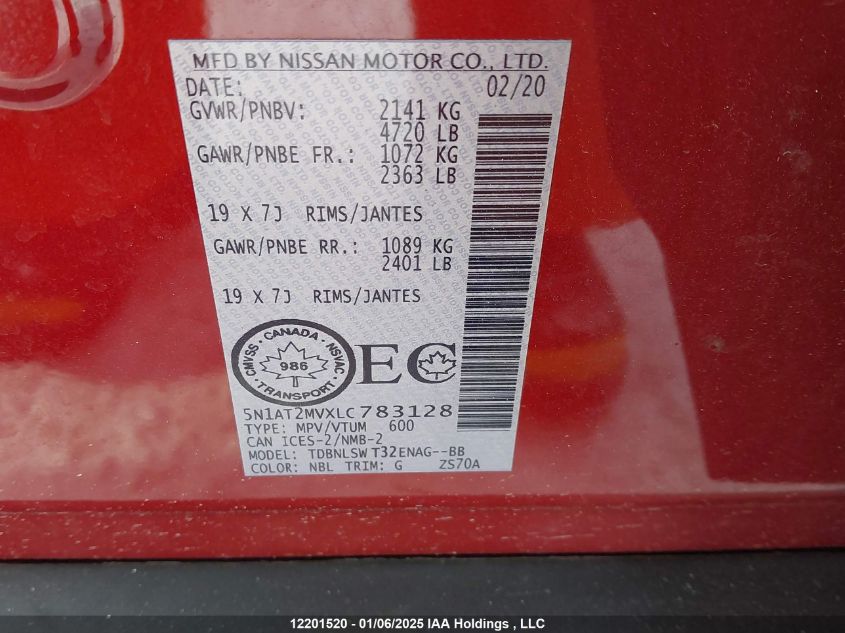 MFD BY NISSAN MOTOR CO., LTD.
DATE: 02/20
GVWR/PNBV: 2141 KG
4720 LB
GAWR/PNBE FR.: 1072 KG
2363 LB
19 X 7J RIMS/JANTES
GAWR/PNBE RR.: 1089 KG
2401 LB
19 X 7J RIMS/JANTES
CMVSS · CANADA · NSVAC · TRANSPORT ·
986
EC
5N1AT2MVXLC783128
TYPE: MPV/VTUM 600
CAN ICES-2/NMB-2
MODEL: TDBNLSW T32ENAG--BB
COLOR: NBL TRIM: G ZS70A
12201520 - 01/06/2025 IAA Holdings , LLC